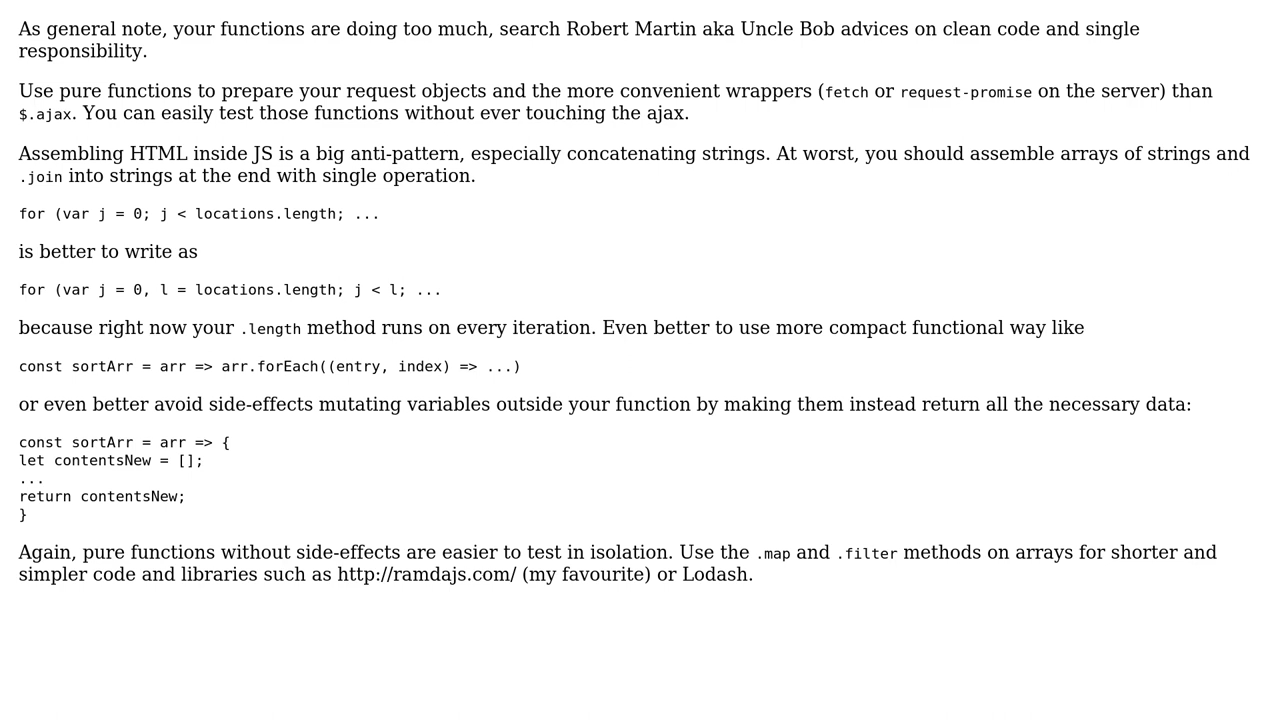 As general note, your functions are doing too much, search Robert Martin aka Uncle Bob advices on clean code and single
responsibility.
Use pure functions to prepare your request objects and the more convenient wrappers (fetch or request-promise on the server) than
$.ajax. You can easily test those functions without ever touching the ajax.
Assembling HTML inside JS is a big anti-pattern, especially concatenating strings. At worst, you should assemble arrays of strings and
.join into strings at the end with single operation.
for (var j = 0; j < locations.length; ...
is better to write as
for (var j = 0, l = locations.length; j < l; ...
because right now your .length method runs on every iteration. Even better to use more compact functional way like
const sortArr = arr => arr.forEach((entry, index) => ...)
or even better avoid side-effects mutating variables outside your function by making them instead return all the necessary data:
const sortArr = arr => {
let contentsNew = [];
...
return contentsNew;
}
Again, pure functions without side-effects are easier to test in isolation. Use the .map and .filter methods on arrays for shorter and
simpler code and libraries such as http://ramdajs.com/ (my favourite) or Lodash.